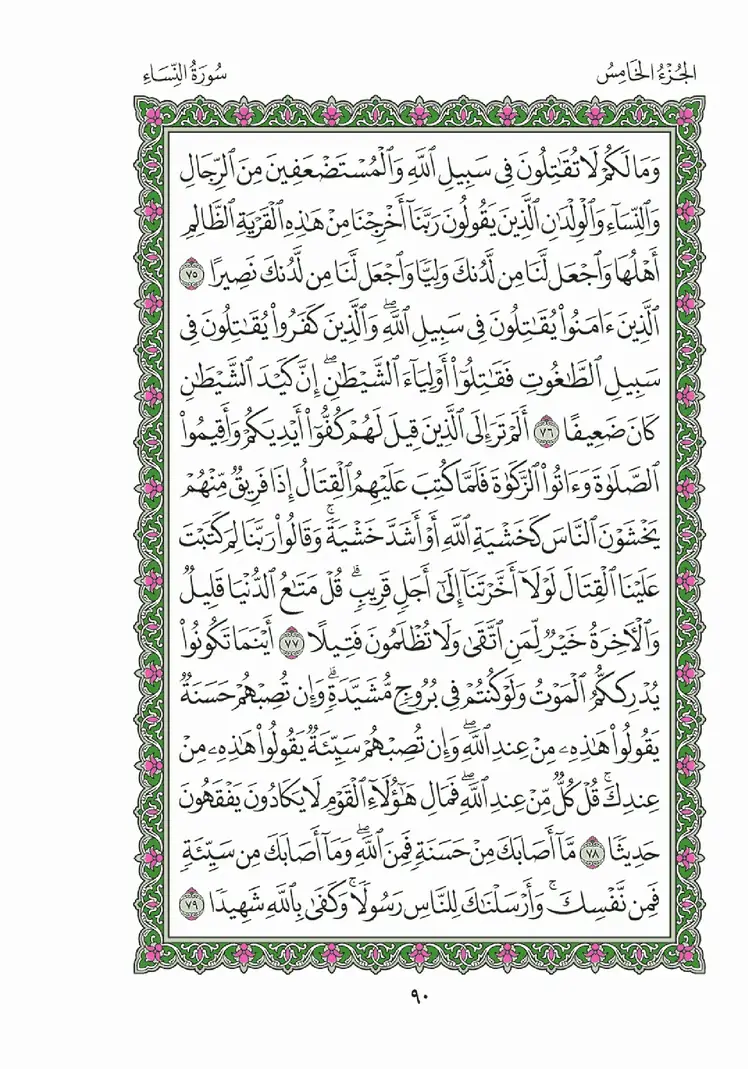 الجُزْءُ الخَامِسُ
سُورَةُ النِّسَاءِ
وَمَا لَكُمْ لَا تُقَٰتِلُونَ فِي سَبِيلِ ٱللَّهِ وَٱلْمُسْتَضْعَفِينَ مِنَ ٱلرِّجَالِ
وَٱلنِّسَآءِ وَٱلْوِلْدَٰنِ ٱلَّذِينَ يَقُولُونَ رَبَّنَآ أَخْرِجْنَا مِنْ هَٰذِهِ ٱلْقَرْيَةِ ٱلظَّالِمِ
أَهْلُهَا وَٱجْعَل لَّنَا مِن لَّدُنكَ وَلِيًّا وَٱجْعَل لَّنَا مِن لَّدُنكَ نَصِيرًا ٧٥
ٱلَّذِينَ ءَامَنُوا۟ يُقَٰتِلُونَ فِي سَبِيلِ ٱللَّهِۖ وَٱلَّذِينَ كَفَرُوا۟ يُقَٰتِلُونَ فِي
سَبِيلِ ٱلطَّٰغُوتِ فَقَٰتِلُوٓا۟ أَوْلِيَآءَ ٱلشَّيْطَٰنِۖ إِنَّ كَيْدَ ٱلشَّيْطَٰنِ
كَانَ ضَعِيفًا ٧٦ أَلَمْ تَرَ إِلَى ٱلَّذِينَ قِيلَ لَهُمْ كُفُّوٓا۟ أَيْدِيَكُمْ وَأَقِيمُوا۟
ٱلصَّلَوٰةَ وَءَاتُوا۟ ٱلزَّكَوٰةَ فَلَمَّا كُتِبَ عَلَيْهِمُ ٱلْقِتَالُ إِذَا فَرِيقٌ مِّنْهُمْ
يَخْشَوْنَ ٱلنَّاسَ كَخَشْيَةِ ٱللَّهِ أَوْ أَشَدَّ خَشْيَةًۚ وَقَالُوا۟ رَبَّنَا لِمَ كَتَبْتَ
عَلَيْنَا ٱلْقِتَالَ لَوْلَآ أَخَّرْتَنَآ إِلَىٰٓ أَجَلٍ قَرِيبٍۗ قُلْ مَتَٰعُ ٱلدُّنْيَا قَلِيلٌ
وَٱلْءَاخِرَةُ خَيْرٌ لِّمَنِ ٱتَّقَىٰ وَلَا تُظْلَمُونَ فَتِيلًا ٧٧ أَيْنَمَا تَكُونُوا۟
يُدْرِككُّمُ ٱلْمَوْتُ وَلَوْ كُنتُمْ فِي بُرُوجٍ مُّشَيَّدَةٍۗ وَإِن تُصِبْهُمْ حَسَنَةٌ
يَقُولُوا۟ هَٰذِهِۦ مِنْ عِندِ ٱللَّهِۖ وَإِن تُصِبْهُمْ سَيِّئَةٌ يَقُولُوا۟ هَٰذِهِۦ مِنْ
عِندِكَۚ قُلْ كُلٌّ مِّنْ عِندِ ٱللَّهِۖ فَمَالِ هَٰٓؤُلَآءِ ٱلْقَوْمِ لَا يَكَادُونَ يَفْقَهُونَ
حَدِيثًا ٧٨ مَّآ أَصَابَكَ مِنْ حَسَنَةٍ فَمِنَ ٱللَّهِۖ وَمَآ أَصَابَكَ مِن سَيِّئَةٍ
فَمِن نَّفْسِكَۚ وَأَرْسَلْنَٰكَ لِلنَّاسِ رَسُولًاۚ وَكَفَىٰ بِٱللَّهِ شَهِيدًا ٧٩
٩٠